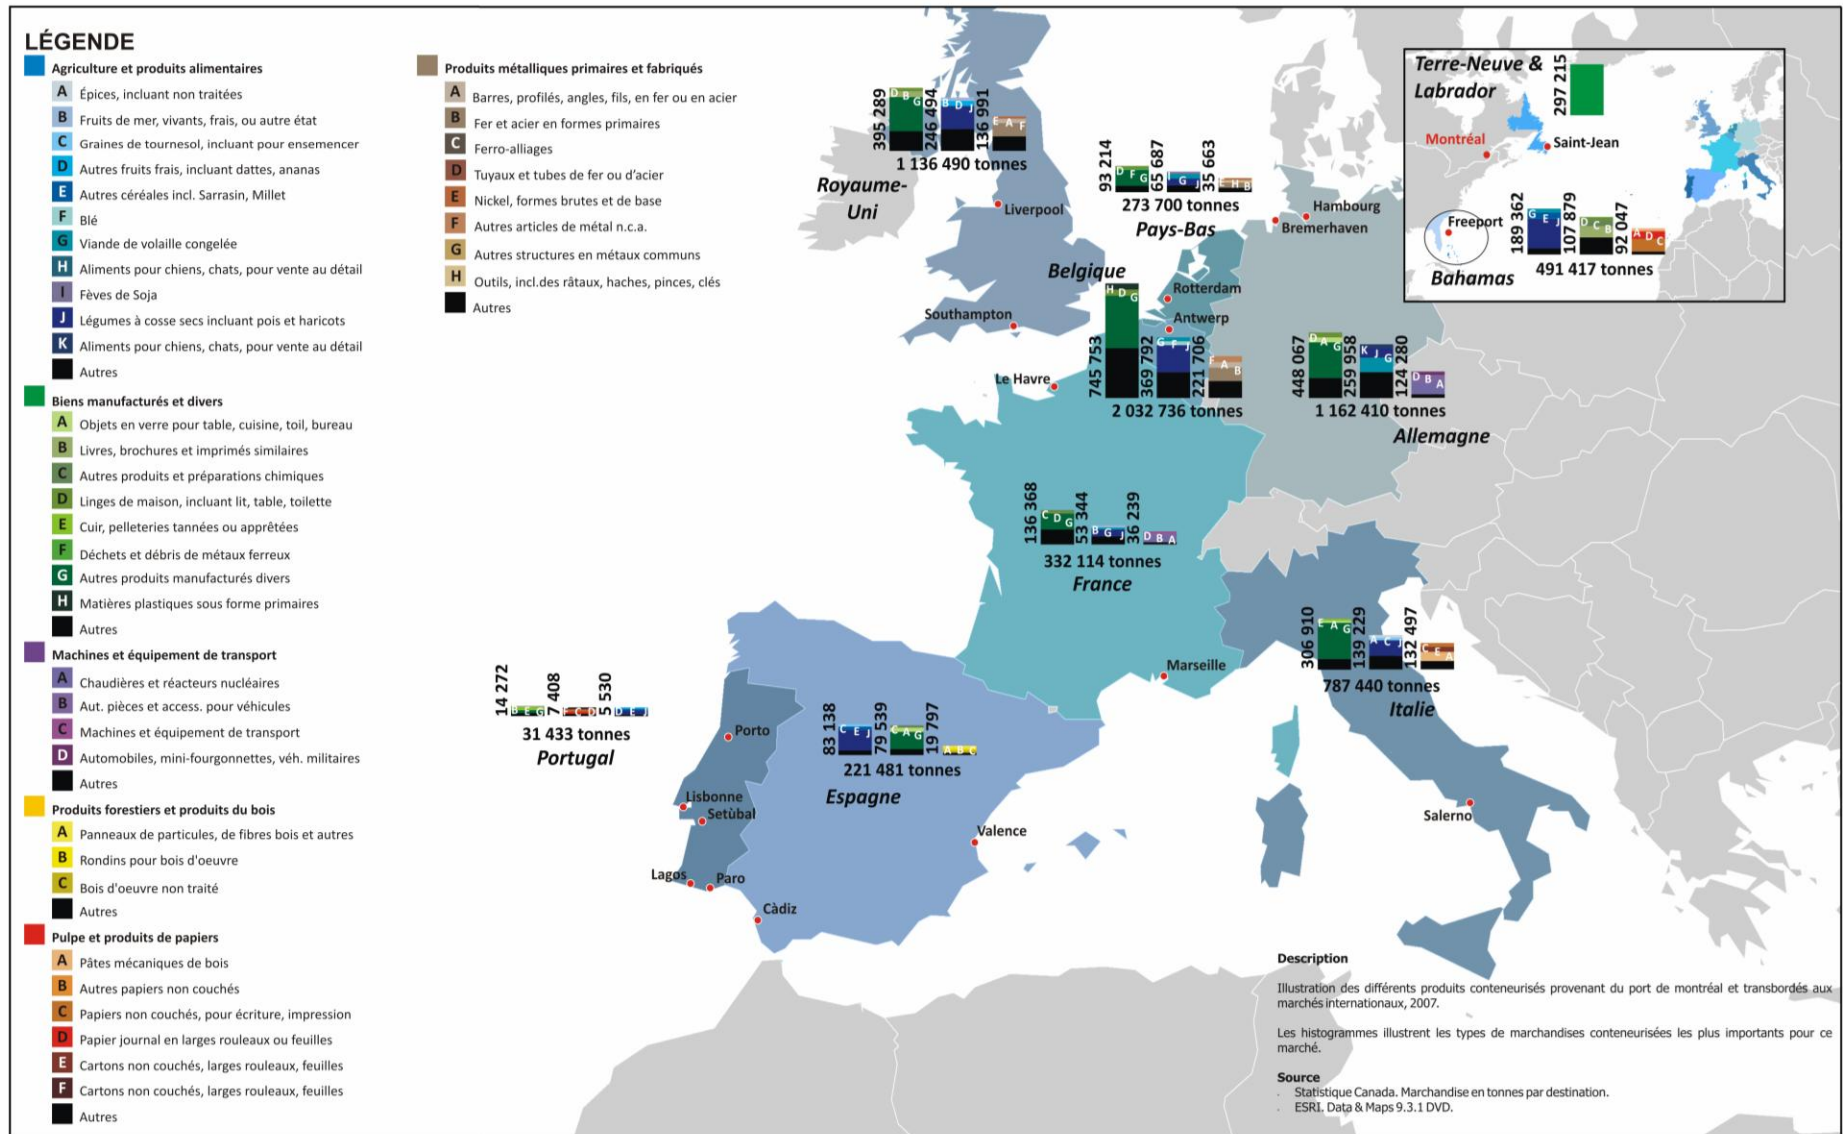 LÉGENDE
Agriculture et produits alimentaires
A Épices, incluant non traitées
B Fruits de mer, vivants, frais, ou autre état
C Graines de tournesol, incluant pour ensemencer
D Autres fruits frais, incluant dattes, ananas
E Autres céréales incl. Sarrasin, Millet
F Blé
G Viande de volaille congelée
H Aliments pour chiens, chats, pour vente au détail
I Fèves de Soja
J Légumes à cosse secs incluant pois et haricots
K Aliments pour chiens, chats, pour vente au détail
Autres
Biens manufacturés et divers
A Objets en verre pour table, cuisine, toil, bureau
B Livres, brochures et imprimés similaires
C Autres produits et préparations chimiques
D Linges de maison, incluant lit, table, toilette
E Cuir, pelleteries tannées ou apprêtées
F Déchets et débris de métaux ferreux
G Autres produits manufacturés divers
H Matières plastiques sous forme primaires
Autres
Machines et équipement de transport
A Chaudières et réacteurs nucléaires
B Aut. pièces et access. pour véhicules
C Machines et équipement de transport
D Automobiles, mini-fourgonnettes, véh. militaires
Autres
Produits forestiers et produits du bois
A Panneaux de particules, de fibres bois et autres
B Rondins pour bois d'oeuvre
C Bois d'oeuvre non traité
Autres
Pulpe et produits de papiers
A Pâtes mécaniques de bois
B Autres papiers non couchés
C Papiers non couchés, pour écriture, impression
D Papier journal en larges rouleaux ou feuilles
E Cartons non couchés, larges rouleaux, feuilles
F Cartons non couchés, larges rouleaux, feuilles
Autres
Produits métalliques primaires et fabriqués
A Barres, profilés, angles, fils, en fer ou en acier
B Fer et acier en formes primaires
C Ferro-alliages
D Tuyaux et tubes de fer ou d'acier
E Nickel, formes brutes et de base
F Autres articles de métal n.c.a.
G Autres structures en métaux communs
H Outils, incl.des râtaux, haches, pinces, clés
Autres
395 289 D B G 246 494 B D J 136 991 E A F
1 136 490 tonnes
Royaume-
Uni
Liverpool
Southampton
93 214 D F G 65 687 I G J 35 663 E H B
273 700 tonnes
Pays-Bas
Hambourg
Bremerhaven
Rotterdam
Antwerp
Belgique
745 753 H D G 369 792 G F J 221 706 F A B
2 032 736 tonnes
448 067 D A G 259 958 K J G 124 280 D B A
1 162 410 tonnes
Allemagne
Le Havre
136 368 C D G 53 344 B G J 36 239 D B A
332 114 tonnes
France
Marseille
306 910 E A G 139 229 A C J 132 497 C E A
787 440 tonnes
Italie
Salerno
14 272 B E G 7 408 F C D 5 530 D E J
31 433 tonnes
Portugal
Porto
Lisbonne
Setùbal
Lagos
Paro
83 138 C E J 79 539 C A G 19 797 A B C
221 481 tonnes
Espagne
Valence
Càdiz
Terre-Neuve &
Labrador
297 215
Montréal
Saint-Jean
Freeport
Bahamas
189 362 G E J 107 879 D C B 92 047 A D C
491 417 tonnes
Description
Illustration des différents produits conteneurisés provenant du port de montréal et transbordés aux
marchés internationaux, 2007.
Les histogrammes illustrent les types de marchandises conteneurisées les plus importants pour ce
marché.
Source
Statistique Canada. Marchandise en tonnes par destination.
ESRI. Data & Maps 9.3.1 DVD.